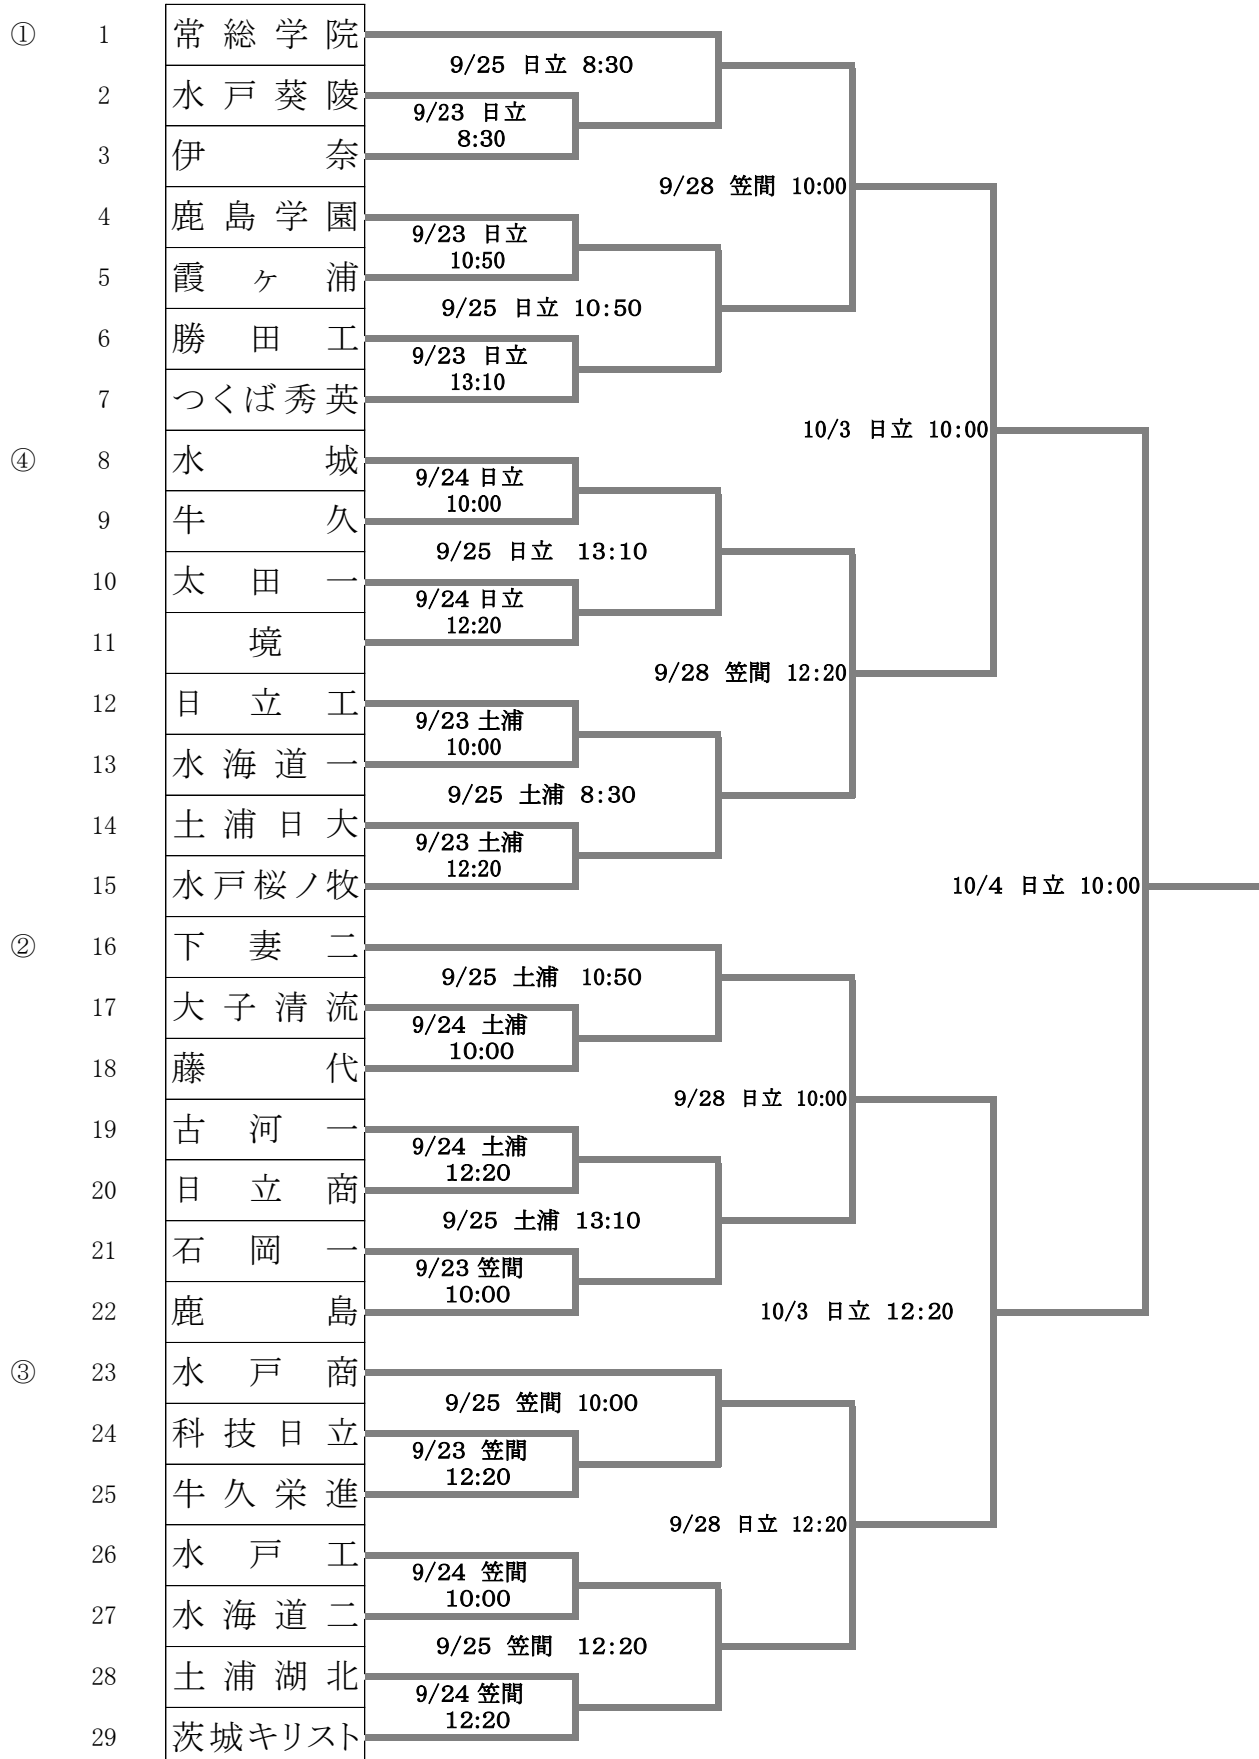 ① 1 常総学院
9/25 日立 8:30
2 水戸葵陵
9/23 日立
8:30
3 伊奈
9/28 笠間 10:00
4 鹿島学園
9/23 日立
10:50
5 霞ヶ浦
9/25 日立 10:50
6 勝田工
9/23 日立
13:10
7 つくば秀英
10/3 日立 10:00
④ 8 水城
9/24 日立
10:00
9 牛久
9/25 日立 13:10
10 太田一
9/24 日立
12:20
11 境
9/28 笠間 12:20
12 日立工
9/23 土浦
10:00
13 水海道一
9/25 土浦 8:30
14 土浦日大
9/23 土浦
12:20
15 水戸桜ノ牧
10/4 日立 10:00
② 16 下妻二
9/25 土浦 10:50
17 大子清流
9/24 土浦
10:00
18 藤代
9/28 日立 10:00
19 古河一
9/24 土浦
12:20
20 日立商
9/25 土浦 13:10
21 石岡一
9/23 笠間
10:00
22 鹿島
10/3 日立 12:20
③ 23 水戸商
9/25 笠間 10:00
24 科技日立
9/23 笠間
12:20
25 牛久栄進
9/28 日立 12:20
26 水戸工
9/24 笠間
10:00
27 水海道二
9/25 笠間 12:20
28 土浦湖北
9/24 笠間
12:20
29 茨城キリスト